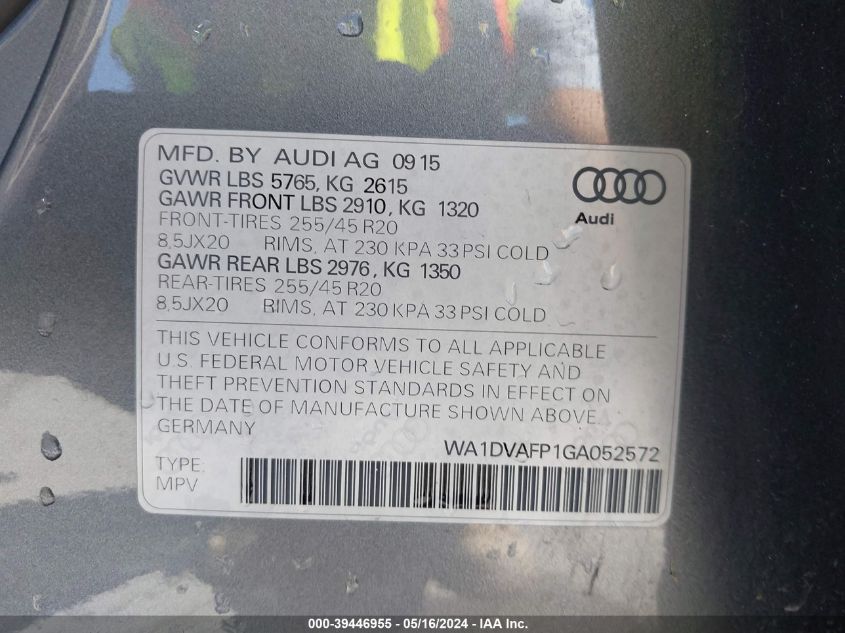 MFD. BY AUDI AG 09 15
GVWR LBS 5765, KG 2615
GAWR FRONT LBS 2910, KG 1320
FRONT-TIRES 255/45 R20
8,5JX20 RIMS, AT 230 KPA 33 PSI COLD
GAWR REAR LBS 2976, KG 1350
REAR-TIRES 255/45 R20
8,5JX20 RIMS, AT 230 KPA 33 PSI COLD
Audi
THIS VEHICLE CONFORMS TO ALL APPLICABLE
U.S. FEDERAL MOTOR VEHICLE SAFETY AND
THEFT PREVENTION STANDARDS IN EFFECT ON
THE DATE OF MANUFACTURE SHOWN ABOVE.
GERMANY
WA1DVAFP1GA052572
TYPE:
MPV
000-39446955 - 05/16/2024 - IAA Inc.